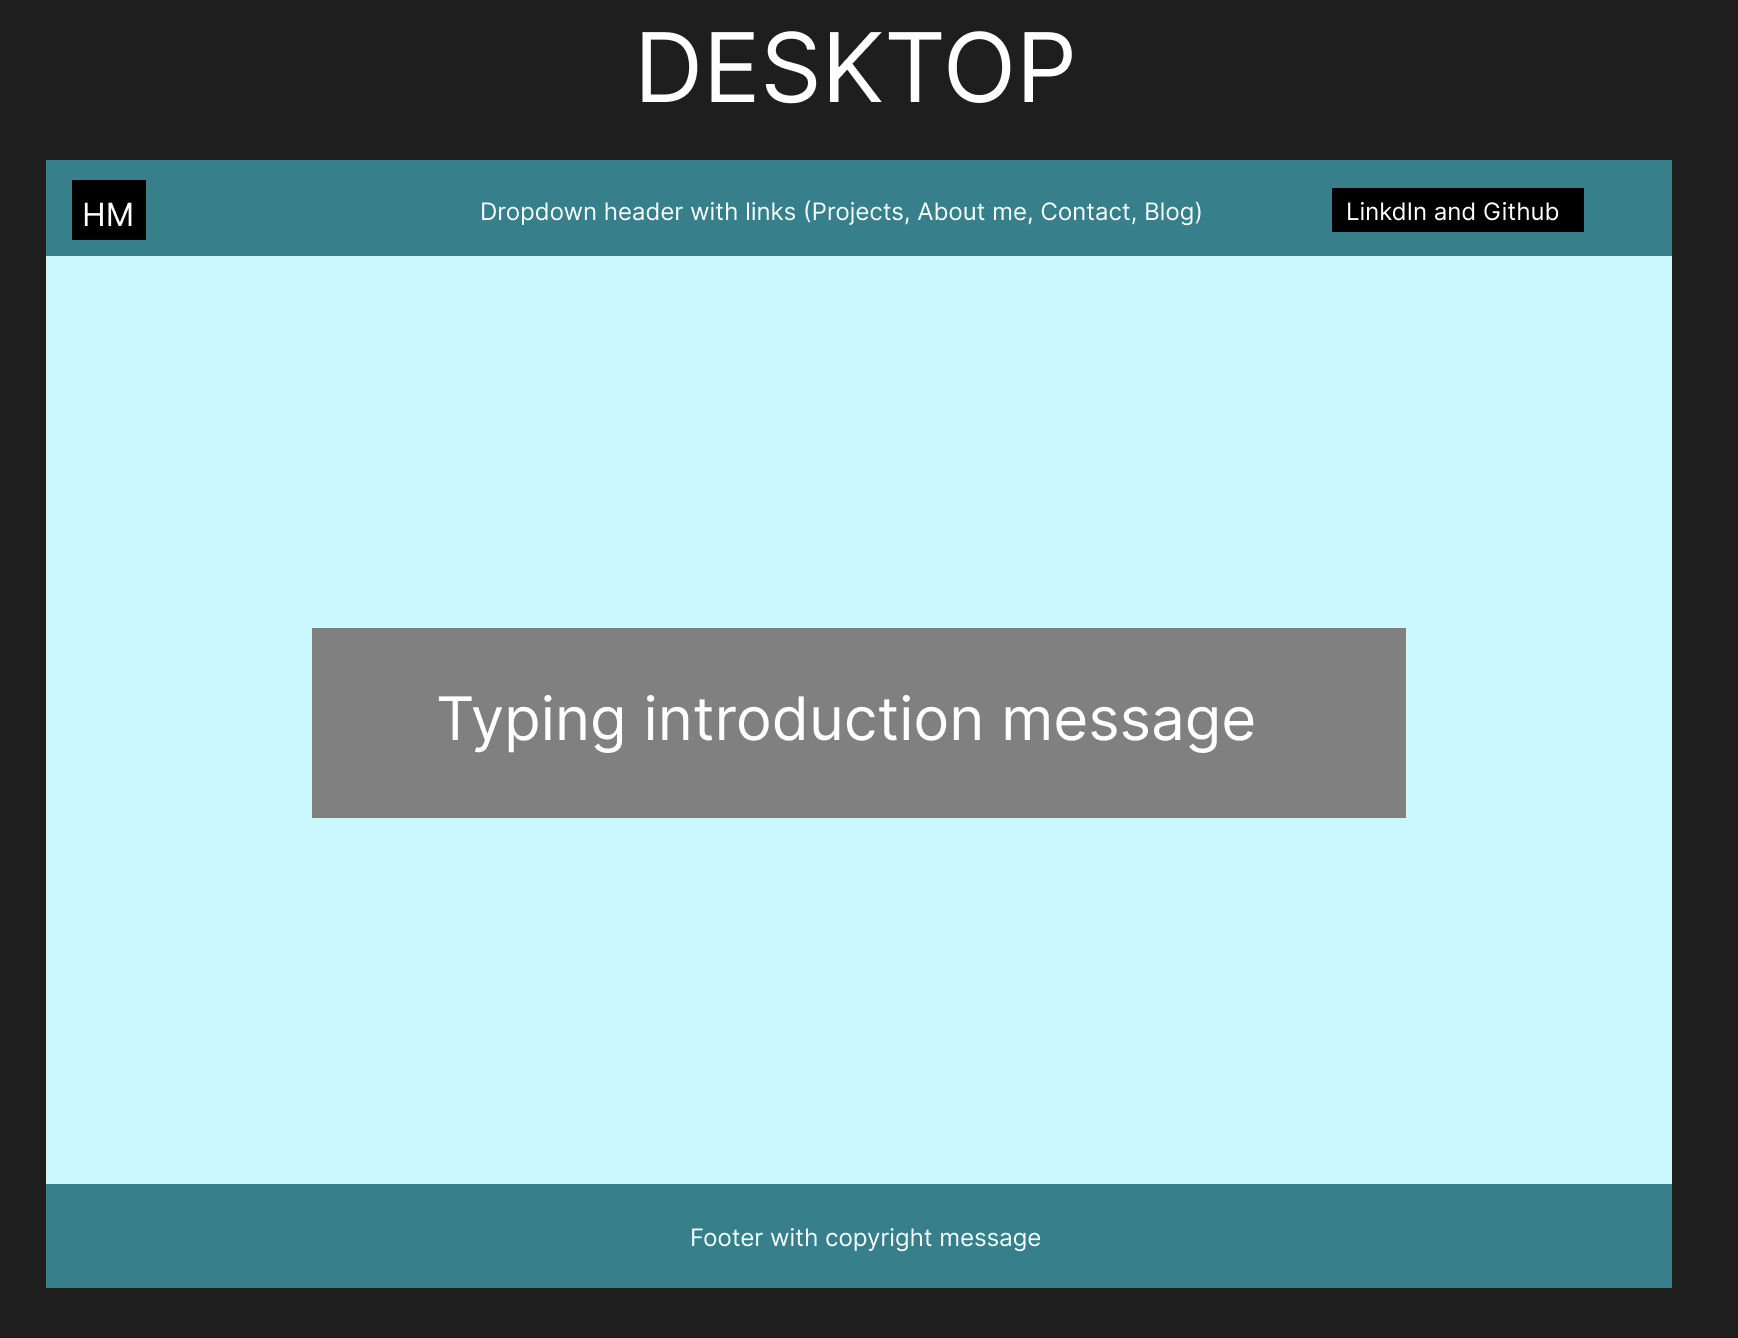 DESKTOP
HM
Dropdown header with links (Projects, About me, Contact, Blog)
LinkdIn and Github
Typing introduction message
Footer with copyright message